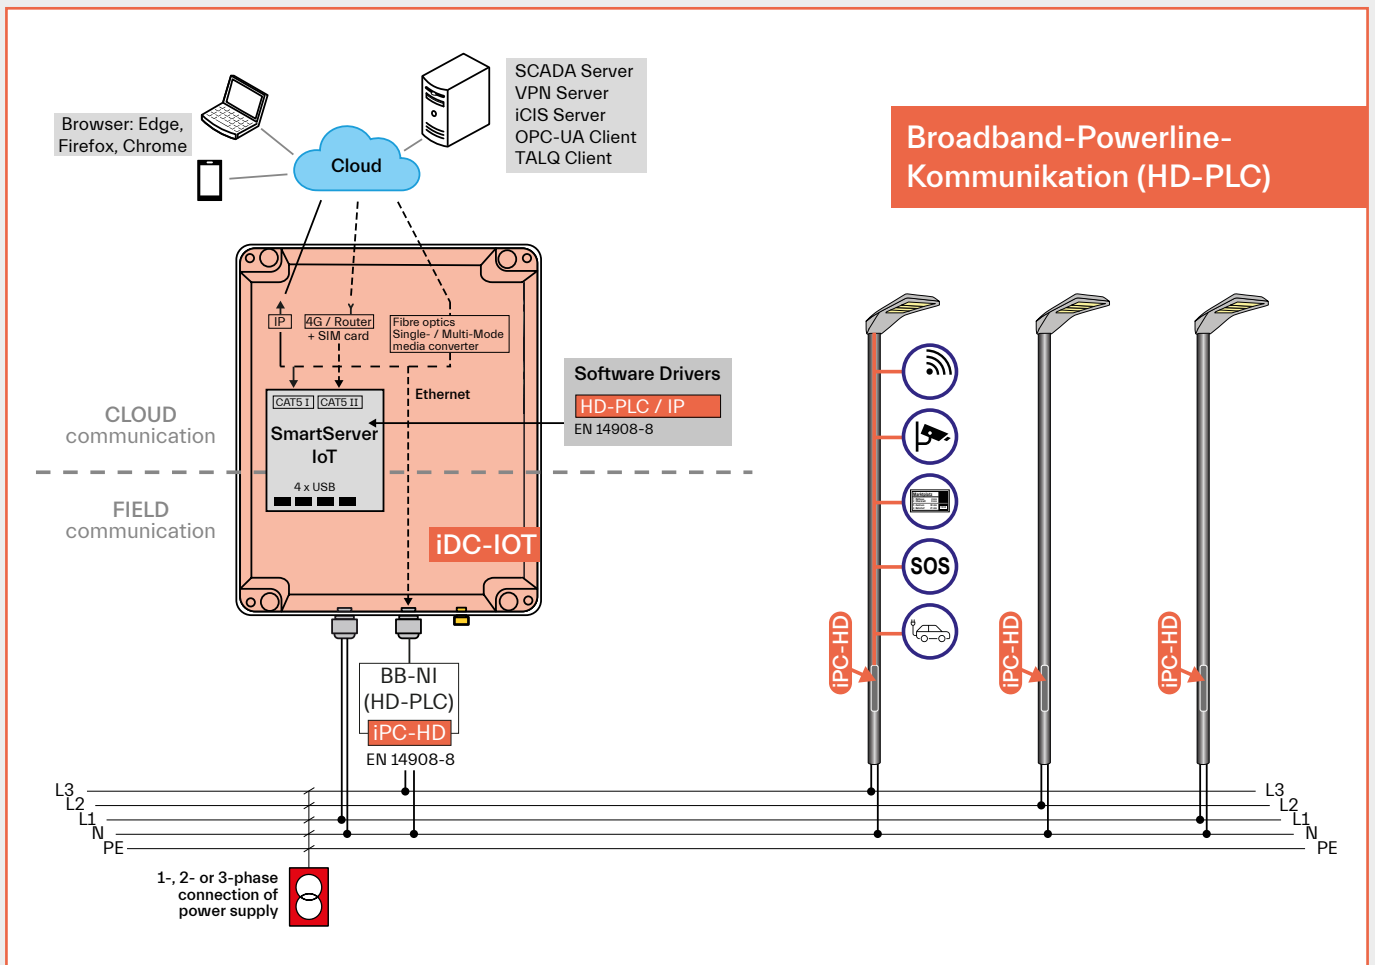 SCADA Server
VPN Server
iCIS Server
OPC-UA Client
TALQ Client
Browser: Edge,
Firefox, Chrome
Cloud
Broadband-Powerline-
Kommunikation (HD-PLC)
IP
4G / Router
+ SIM card
Fibre optics
Single- / Multi-Mode
media converter
Ethernet
Software Drivers
HD-PLC / IP
EN 14908-8
CAT5 I
CAT5 II
SmartServer
IoT
4 x USB
CLOUD
communication
FIELD
communication
iDC-IOT
BB-NI
(HD-PLC)
iPC-HD
EN 14908-8
Marktplatz
SOS
iPC-HD
iPC-HD
iPC-HD
L3
L2
L1
N
PE
L3
L2
L1
N
PE
1-, 2- or 3-phase
connection of
power supply